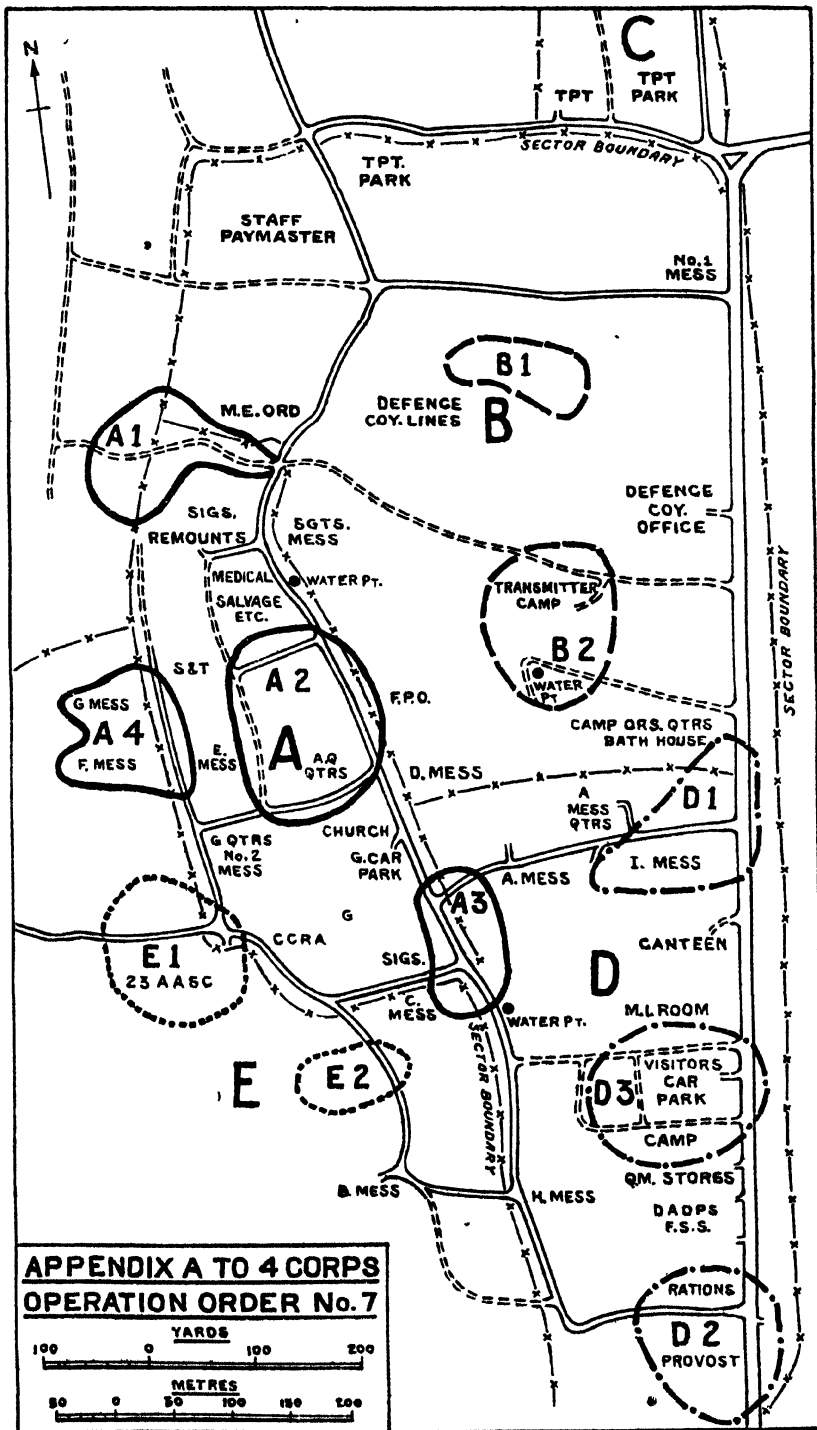 N
C
TPT
TPT
PARK
SECTOR BOUNDARY
TPT.
PARK
STAFF
PAYMASTER
No.1
MESS
B1
DEFENCE
COY. LINES
B
M.E. ORD
A1
DEFENCE
COY.
OFFICE
SIGS.
REMOUNTS
SGTS.
MESS
MEDICAL
WATER PT.
SALVAGE
ETC.
TRANSMITTER
CAMP
B2
WATER
PT
SECTOR BOUNDARY
S&T
A2
F.P.O.
G MESS
A4
F. MESS
E.
MESS
A
A.Q
QTRS
CAMP QRS. QTRS
BATH HOUSE
D. MESS
D1
A
MESS
QTRS
CHURCH
G. CAR
PARK
G QTRS
No. 2
MESS
A. MESS
I. MESS
A3
G
CCRA
E1
23 AA&C
SIGS.
C.
MESS
D
CANTEEN
M.I. ROOM
WATER PT.
SECTOR BOUNDARY
E
E2
D3
VISITORS
CAR
PARK
CAMP
B. MESS
H. MESS
QM. STORES
DADPS
F.S.S.
RATIONS
D2
PROVOST
APPENDIX A TO 4 CORPS
OPERATION ORDER No. 7
YARDS
100 0 100 200
METRES
50 0 50 100 150 200